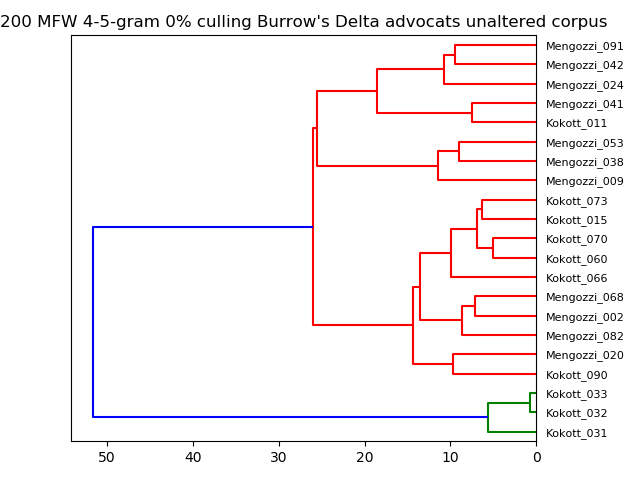 200 MFW 4-5-gram 0% culling Burrow's Delta advocats unaltered corpus
Mengozzi_091
Mengozzi_042
Mengozzi_024
Mengozzi_041
Kokott_011
Mengozzi_053
Mengozzi_038
Mengozzi_009
Kokott_073
Kokott_015
Kokott_070
Kokott_060
Kokott_066
Mengozzi_068
Mengozzi_002
Mengozzi_082
Mengozzi_020
Kokott_090
Kokott_033
Kokott_032
Kokott_031
50 40 30 20 10 0